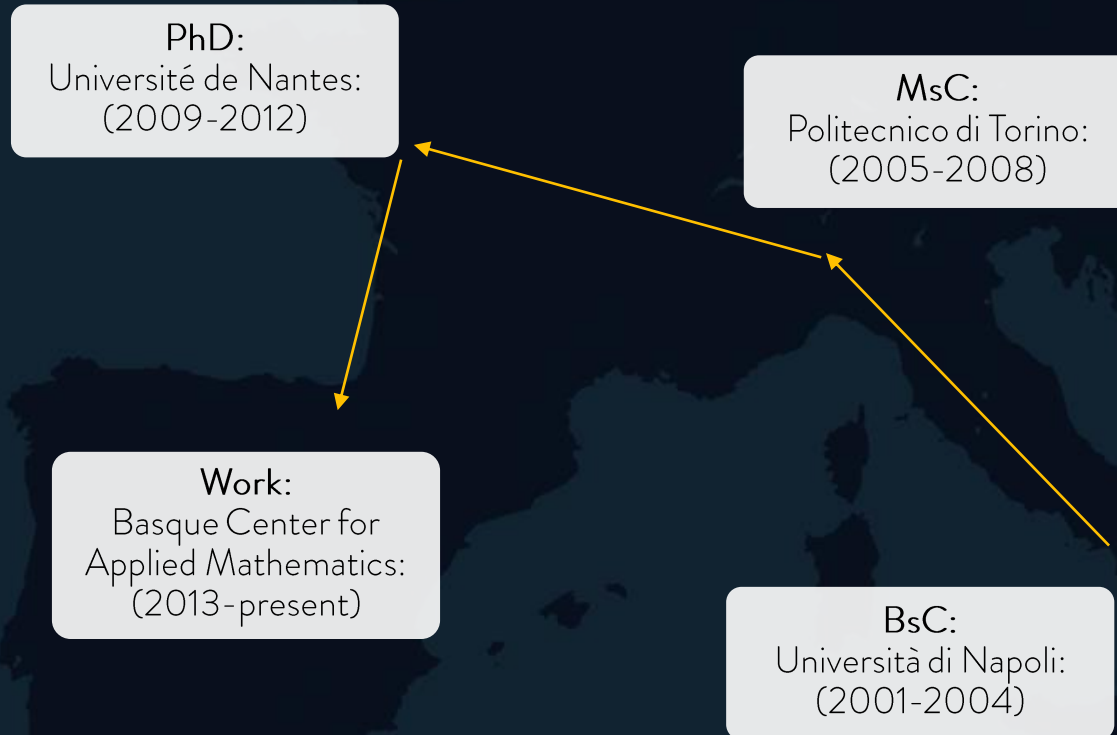 PhD:
Université de Nantes:
(2009-2012)
MsC:
Politecnico di Torino:
(2005-2008)
Work:
Basque Center for
Applied Mathematics:
(2013-present)
BsC:
Università di Napoli:
(2001-2004)